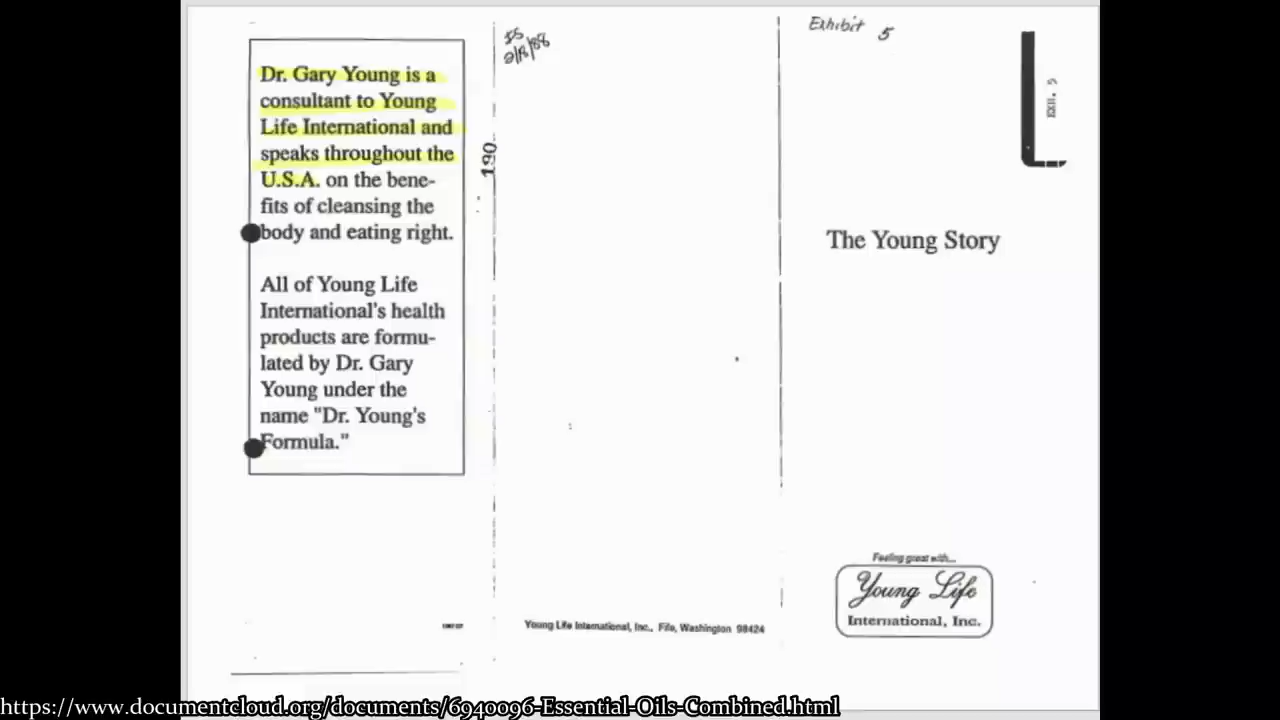 Dr. Gary Young is a
consultant to Young
Life International and
speaks throughout the
U.S.A. on the bene-
fits of cleansing the
body and eating right.
All of Young Life
International's health
products are formu-
lated by Dr. Gary
Young under the
name "Dr. Young's
Formula."
190
Young Life International, Inc., Fife, Washington 98424
Exhibit 5
EXH. 5
The Young Story
Feeling great with...
Young Life
International, Inc.
https://www.documentcloud.org/documents/6940096-Essential-Oils-Combined.html